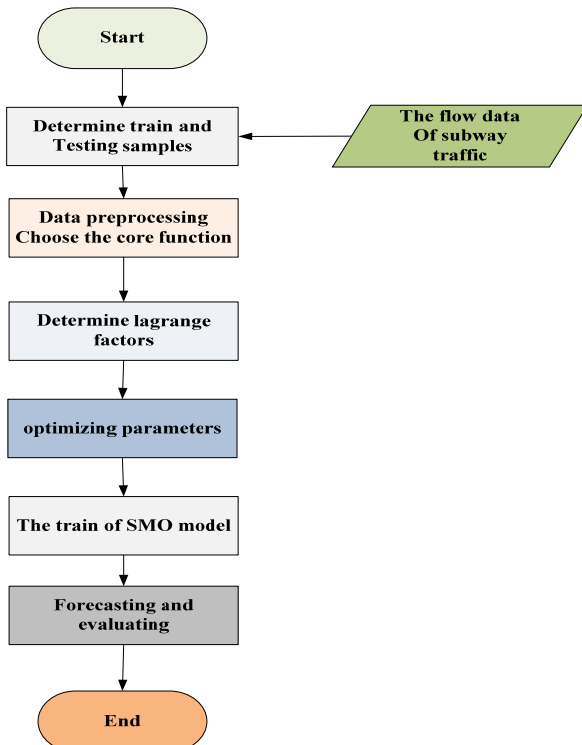 Start
Determine train and
Testing samples
The flow data
Of subway
traffic
Data preprocessing
Choose the core function
Determine lagrange
factors
optimizing parameters
The train of SMO model
Forecasting and
evaluating
End